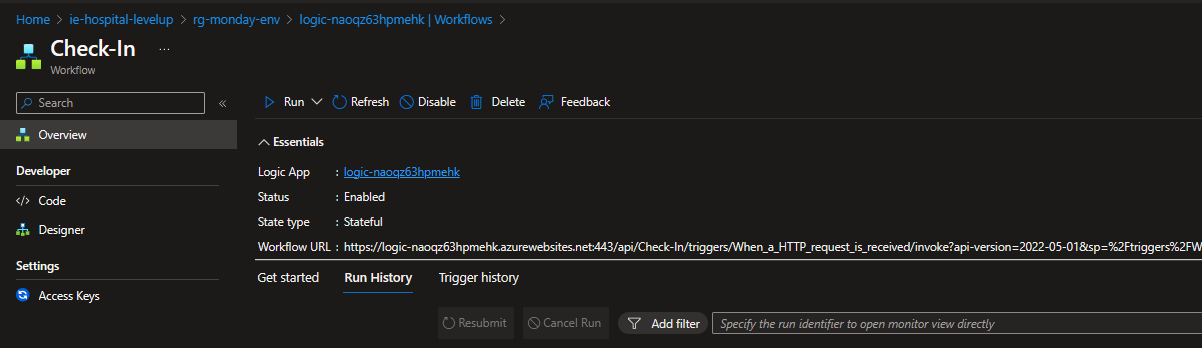 Home > ie-hospital-levelup > rg-monday-env > logic-naoqz63hpmehk | Workflows >
Check-In ...
Workflow
Search «
Run Refresh Disable Delete Feedback
Overview
Essentials
Developer
Logic App : logic-naoqz63hpmehk
Code
Status : Enabled
Designer
State type : Stateful
Workflow URL : https://logic-naoqz63hpmehk.azurewebsites.net:443/api/Check-In/triggers/When_a_HTTP_request_is_received/invoke?api-version=2022-05-01&sp=%2Ftriggers%2FW
Settings
Get started Run History Trigger history
Access Keys
Resubmit Cancel Run Add filter Specify the run identifier to open monitor view directly